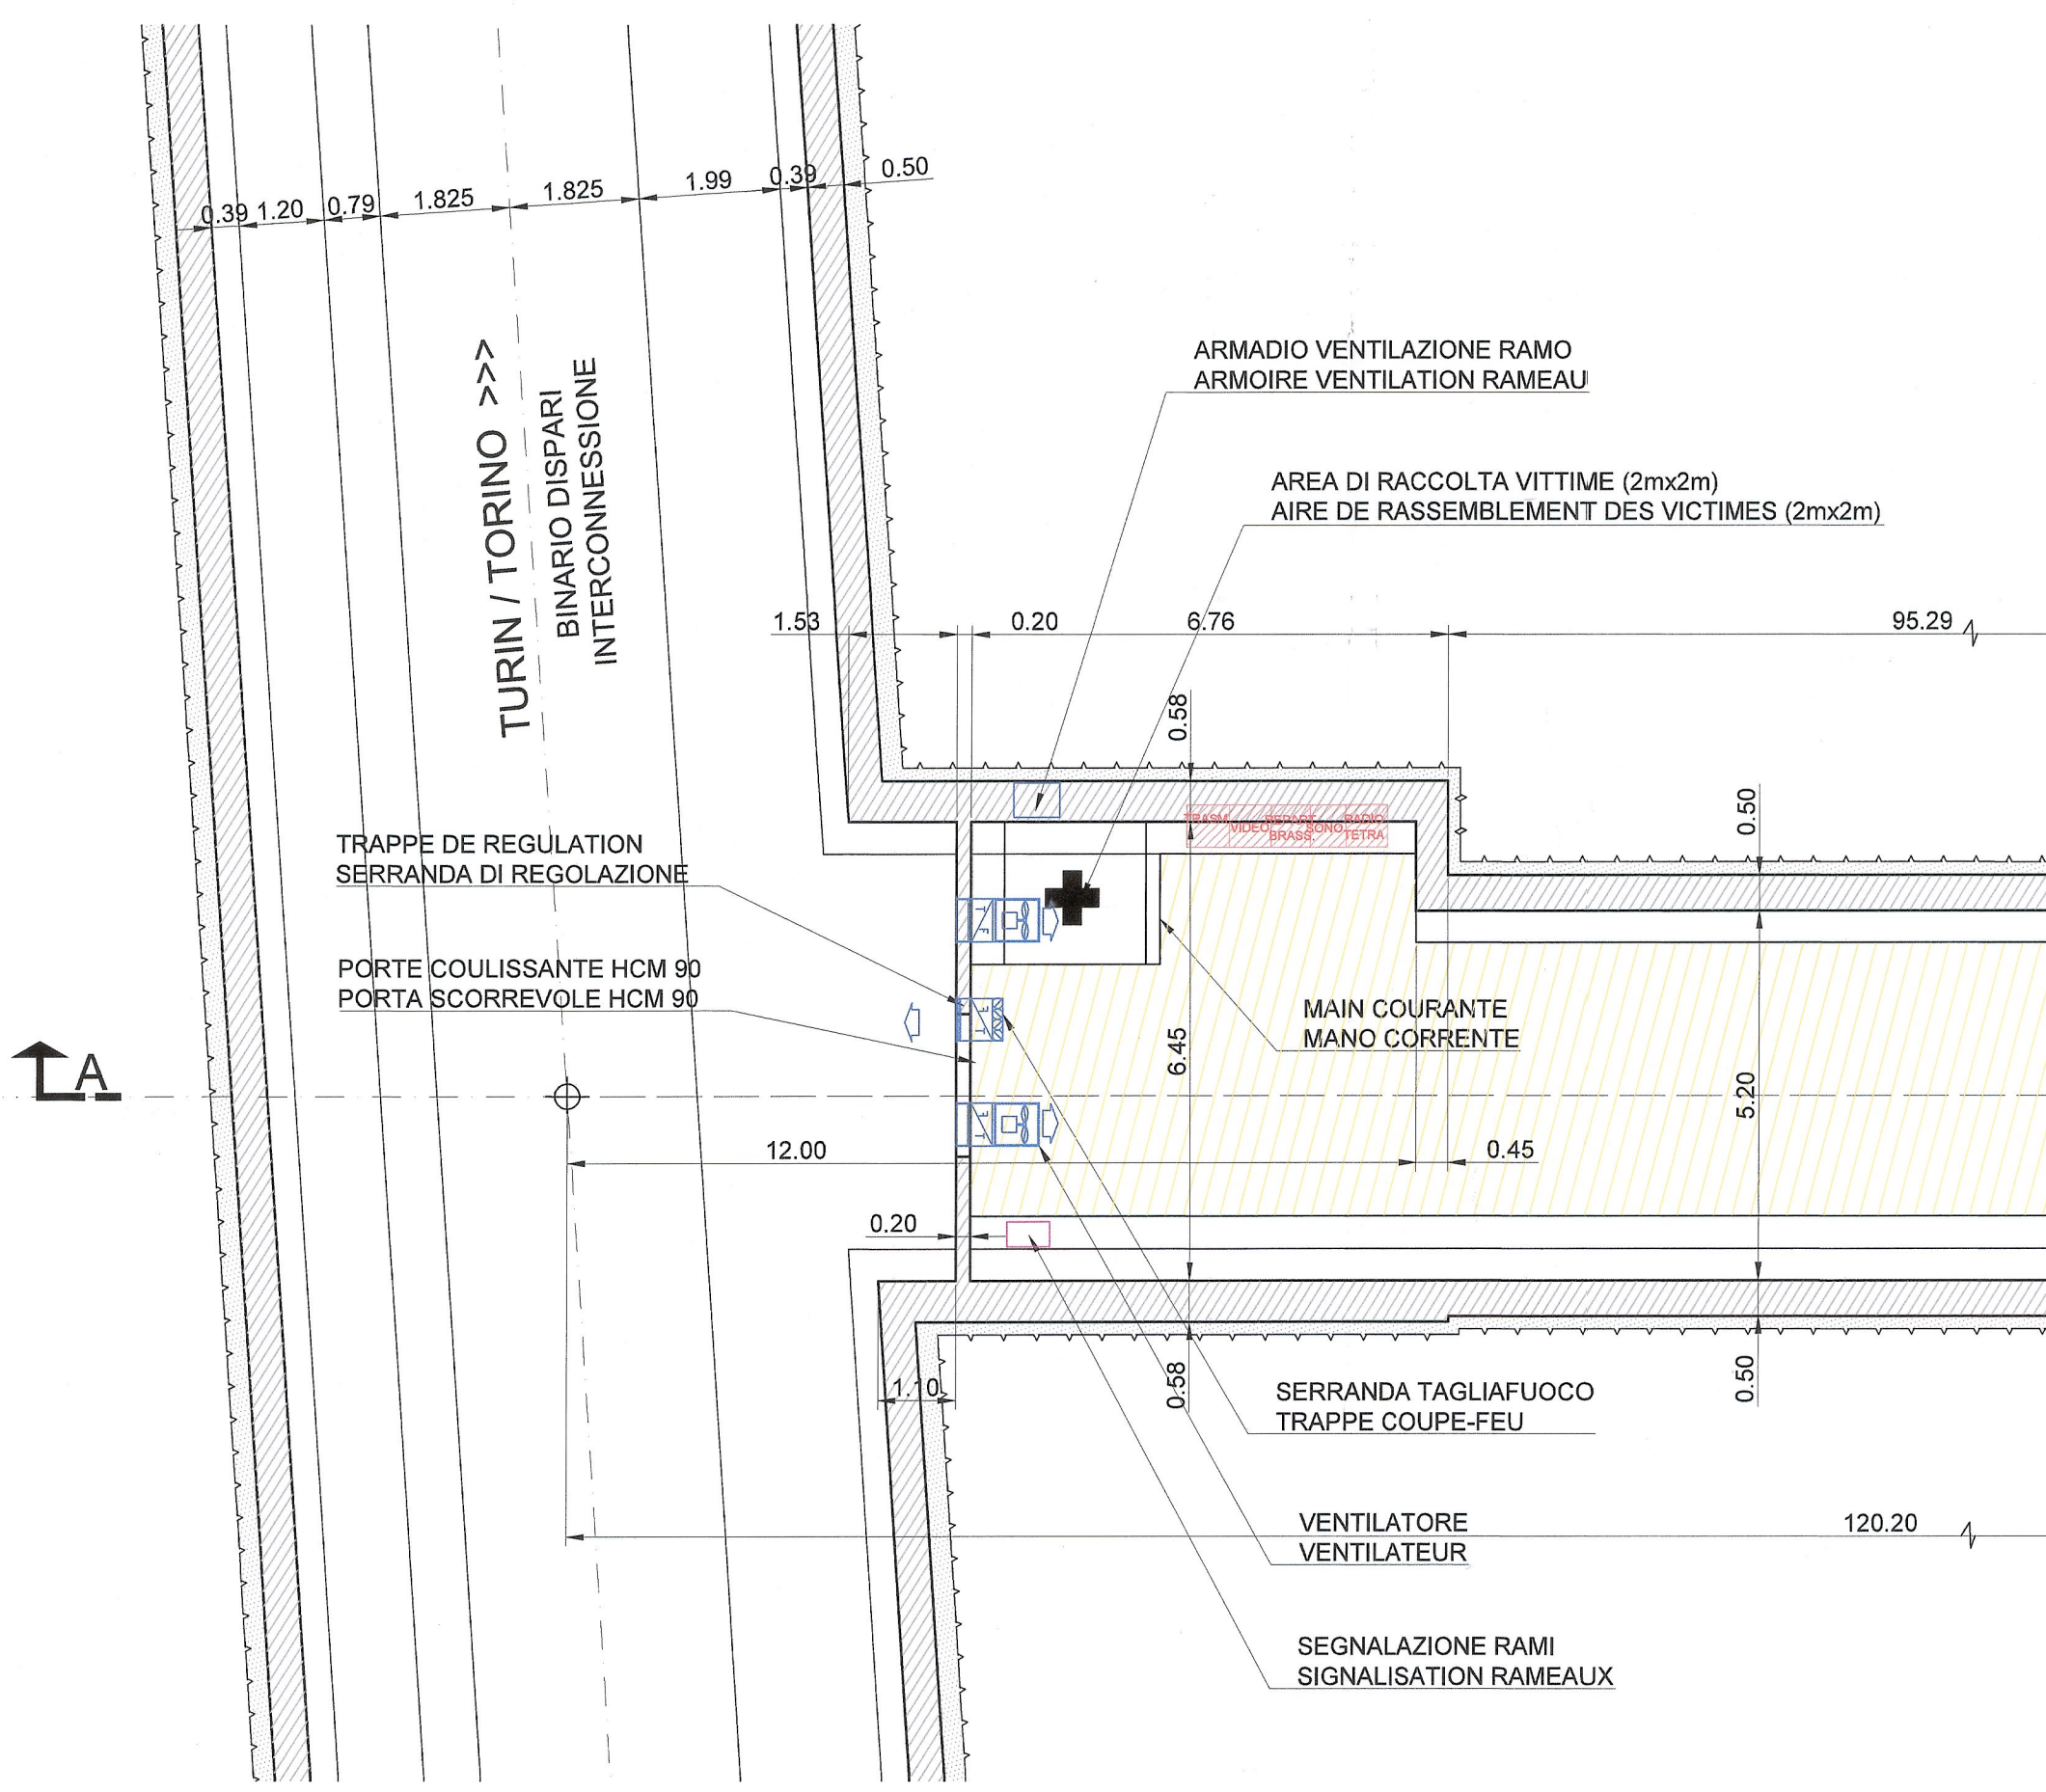 0.39
1.20
0.79
1.825
1.825
1.99
0.39
0.50
TURIN / TORINO >>>
BINARIO DISPARI
INTERCONNESSIONE
ARMADIO VENTILAZIONE RAMO
ARMOIRE VENTILATION RAMEAU
AREA DI RACCOLTA VITTIME (2mx2m)
AIRE DE RASSEMBLEMENT DES VICTIMES (2mx2m)
1.53
0.20
6.76
95.29
0.58
0.50
TRASM
VIDEO
REPART
BRASS.
SONO
RADIO
TETRA
TRAPPE DE REGULATION
SERRANDA DI REGOLAZIONE
PORTE COULISSANTE HCM 90
PORTA SCORREVOLE HCM 90
MAIN COURANTE
MANO CORRENTE
A
6.45
5.20
12.00
0.45
0.20
1.10
0.58
0.50
SERRANDA TAGLIAFUOCO
TRAPPE COUPE-FEU
VENTILATORE
VENTILATEUR
120.20
SEGNALAZIONE RAMI
SIGNALISATION RAMEAUX